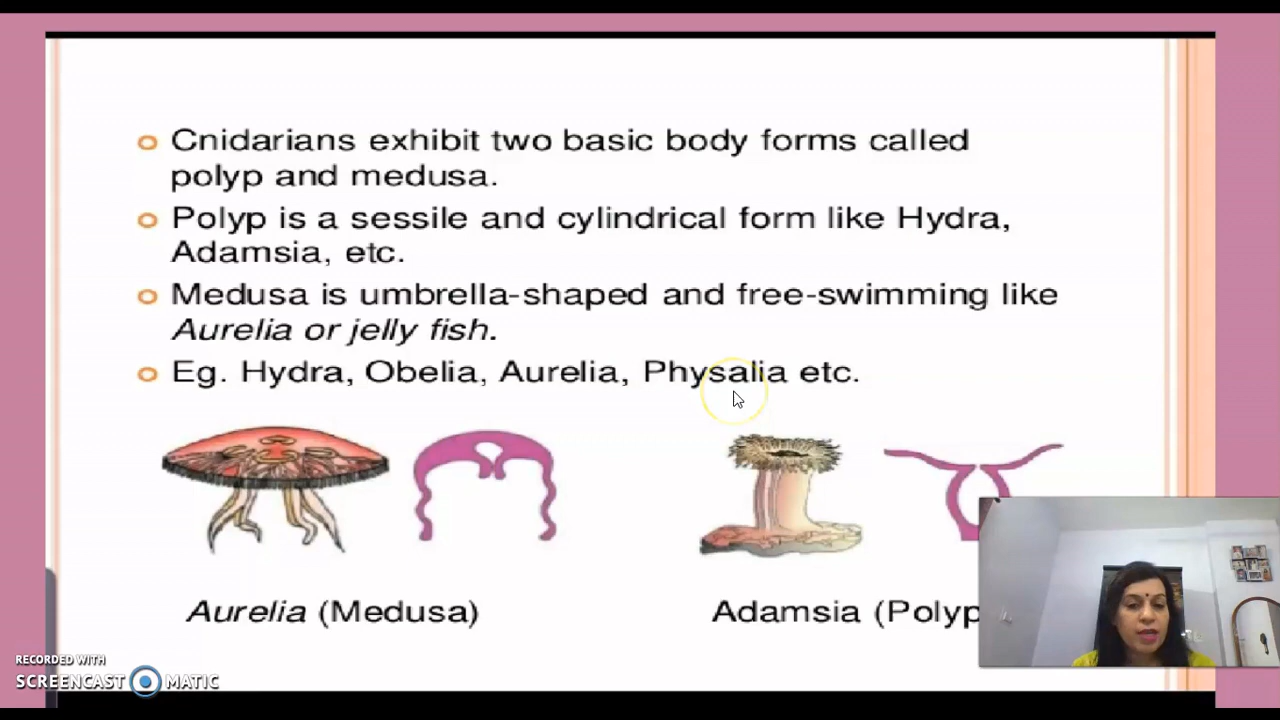 Cnidarians exhibit two basic body forms called
polyp and medusa.
Polyp is a sessile and cylindrical form like Hydra,
Adamsia, etc.
Medusa is umbrella-shaped and free-swimming like
Aurelia or jelly fish.
Eg. Hydra, Obelia, Aurelia, Physalia etc.
Aurelia (Medusa)
Adamsia (Polyp
RECORDED WITH
SCREENCAST MATIC